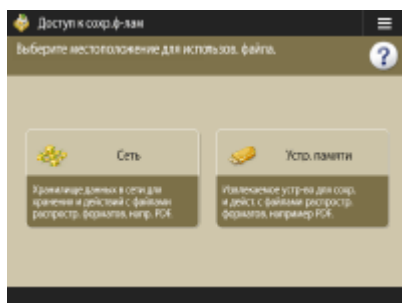 Доступ к сохр.ф-лам
Выберите местоположение для использов. файла.
?
Сеть
Устр. памяти
Хранилище данных в сети для
хранения и действий с файлами
распростр. форматов, напр. PDF.
Извлекаемое устр-во для сохр.
и дейст. с файлами распростр.
форматов, например PDF.